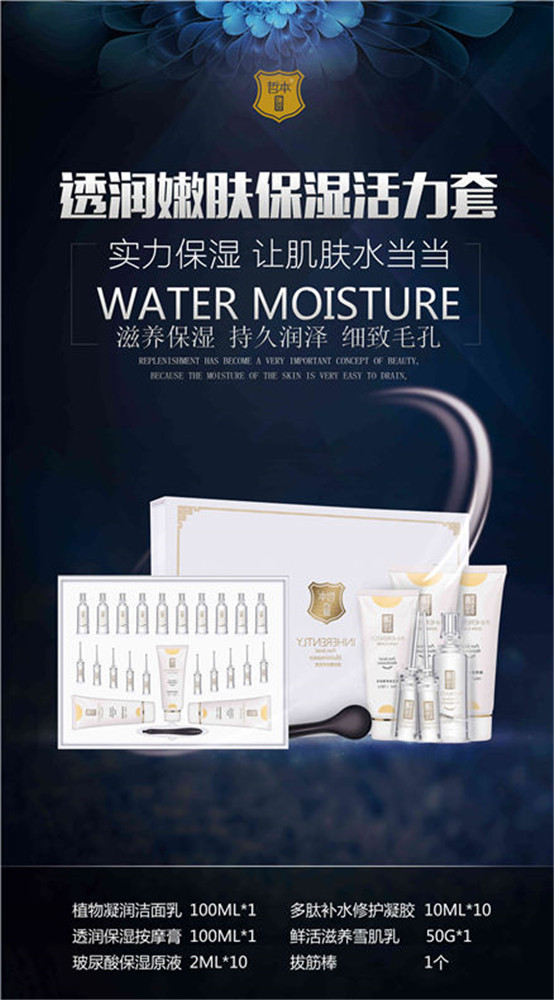 哲本
透润嫩肤保湿活力套
实力保湿 让肌肤水当当
WATER MOISTURE
滋养保湿 持久润泽 细致毛孔
REPLENISHMENT HAS BECOME A VERY IMPORTANT CONCEPT OF BEAUTY,
BECAUSE THE MOISTURE OF THE SKIN IS VERY EASY TO DRAIN,
INHERENTLY
植物凝润洁面乳 100ML*1 多肽补水修护凝胶 10ML*10
透润保湿按摩膏 100ML*1 鲜活滋养雪肌乳 50G*1
玻尿酸保湿原液 2ML*10 拔筋棒 1个